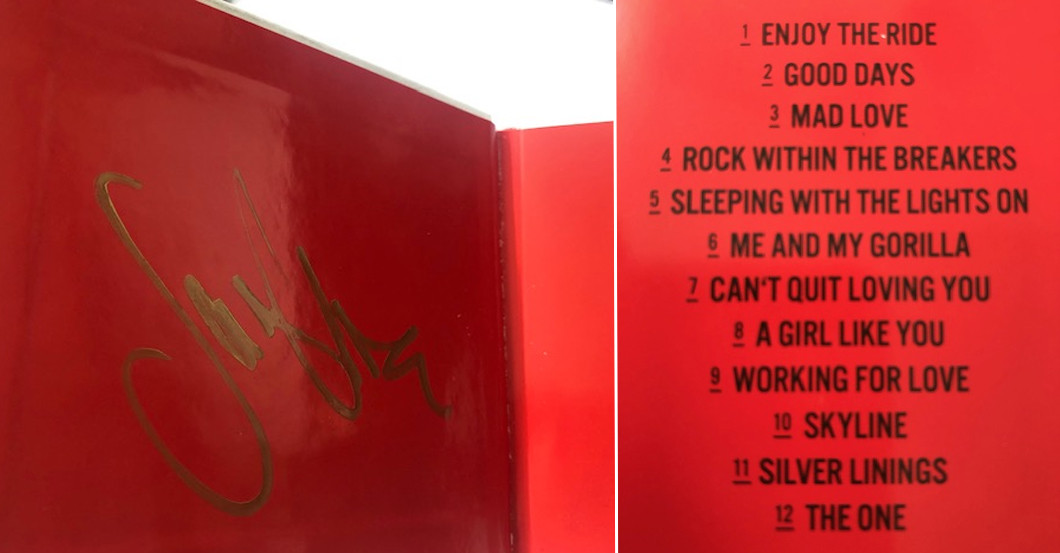 1 ENJOY THE RIDE
2 GOOD DAYS
3 MAD LOVE
4 ROCK WITHIN THE BREAKERS
5 SLEEPING WITH THE LIGHTS ON
6 ME AND MY GORILLA
7 CAN‘T QUIT LOVING YOU
8 A GIRL LIKE YOU
9 WORKING FOR LOVE
10 SKYLINE
11 SILVER LININGS
12 THE ONE